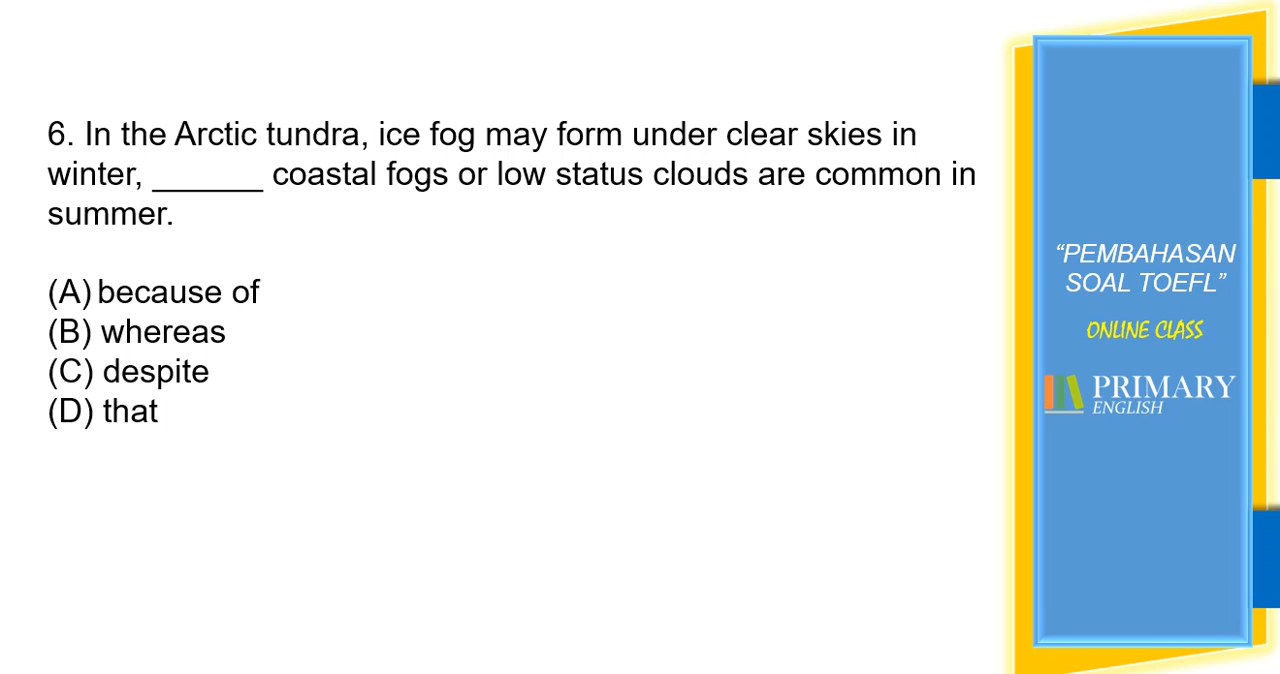 6. In the Arctic tundra, ice fog may form under clear skies in
winter, ______ coastal fogs or low status clouds are common in
summer.
(A) because of
(B) whereas
(C) despite
(D) that
“PEMBAHASAN
SOAL TOEFL”
ONLINE CLASS
PRIMARY
ENGLISH